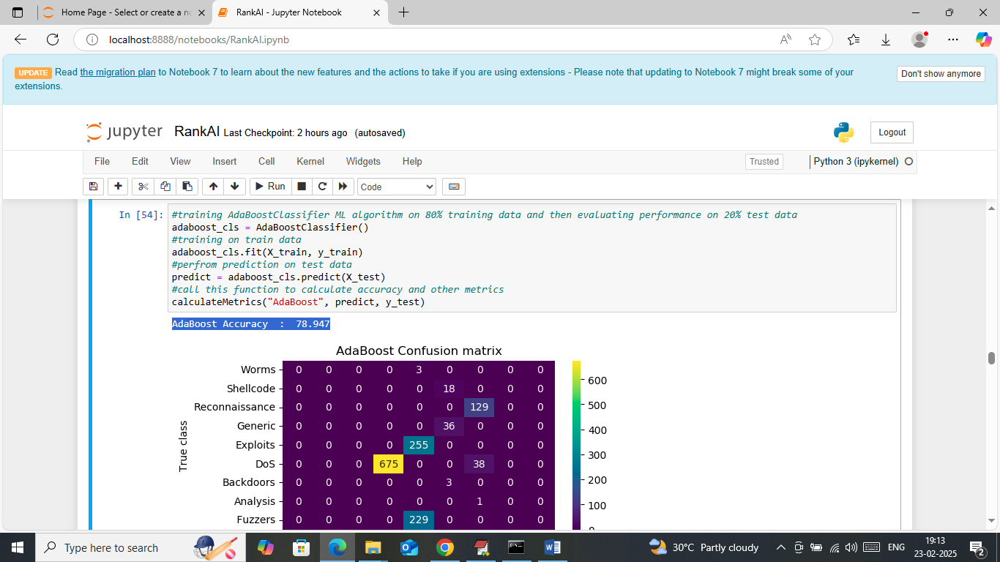 Home Page - Select or create a no
RankAI - Jupyter Notebook
localhost:8888/notebooks/RankAI.ipynb
UPDATE Read the migration plan to Notebook 7 to learn about the new features and the actions to take if you are using extensions - Please note that updating to Notebook 7 might break some of your
extensions.
Don't show anymore
jupyter RankAI Last Checkpoint: 2 hours ago (autosaved)
Logout
File Edit View Insert Cell Kernel Widgets Help
Trusted
Python 3 (ipykernel)
Run
Code
In [54]:
#training AdaBoostClassifier ML algorithm on 80% training data and then evaluating performance on 20% test data
adaboost_cls = AdaBoostClassifier()
#training on train data
adaboost_cls.fit(X_train, y_train)
#perfrom prediction on test data
predict = adaboost_cls.predict(X_test)
#call this function to calculate accuracy and other metrics
calculateMetrics("AdaBoost", predict, y_test)
AdaBoost Accuracy : 78.947
AdaBoost Confusion matrix
True class
Worms 0 0 0 0 3 0 0 0 0
Shellcode 0 0 0 0 0 18 0 0 0
Reconnaissance 0 0 0 0 0 0 129 0 0
Generic 0 0 0 0 0 36 0 0 0
Exploits 0 0 0 0 255 0 0 0 0
DoS 0 0 0 675 0 0 38 0 0
Backdoors 0 0 0 0 0 3 0 0 0
Analysis 0 0 0 0 0 0 1 0 0
Fuzzers 0 0 0 0 229 0 0 0 0
600
500
400
300
200
100
0
Type here to search
30°C Partly cloudy
ENG
19:13
23-02-2025
2